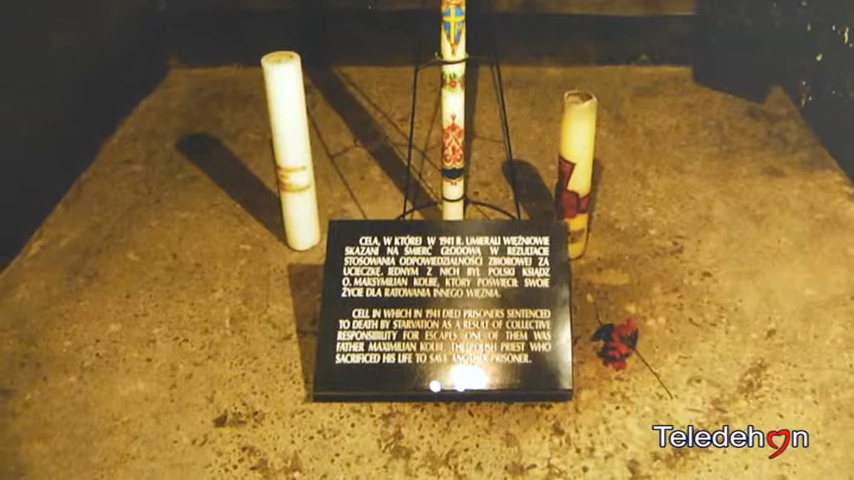 CELA, W KTÓREJ W 1941 R. UMIERALI WIĘŹNIOWIE
SKAZANI NA ŚMIERĆ GŁODOWĄ W REZULTACIE
STOSOWANIA ODPOWIEDZIALNOŚCI ZBIOROWEJ ZA
UCIECZKĘ. JEDNYM Z NICH BYŁ POLSKI KSIĄDZ
O. MAKSYMILIAN KOLBE, KTÓRY POŚWIĘCIŁ SWOJE
ŻYCIE DLA RATOWANIA INNEGO WIĘŹNIA.
CELL IN WHICH IN 1941 DIED PRISONERS SENTENCED
TO DEATH BY STARVATION AS A RESULT OF COLLECTIVE
RESPONSIBILITY FOR ESCAPES. ONE OF THEM WAS
FATHER MAXIMILIAN KOLBE, THE POLISH PRIEST WHO
SACRIFICED HIS LIFE TO SAVE ANOTHER PRISONER.
Teledehon